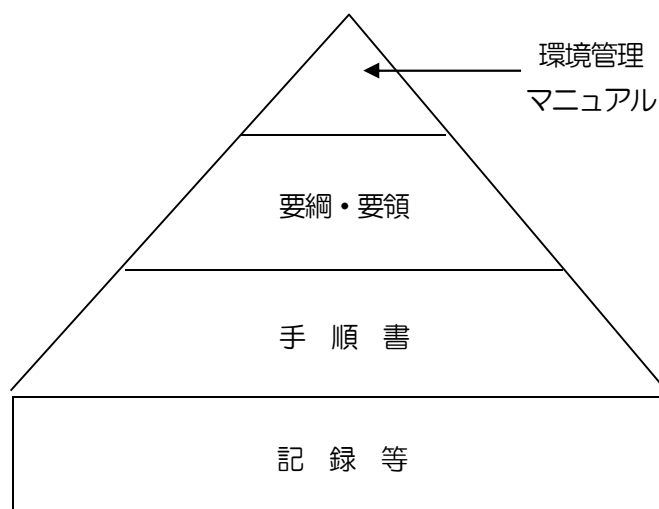 環境管理
マニュアル
要綱・要領
手 順 書
記 録 等